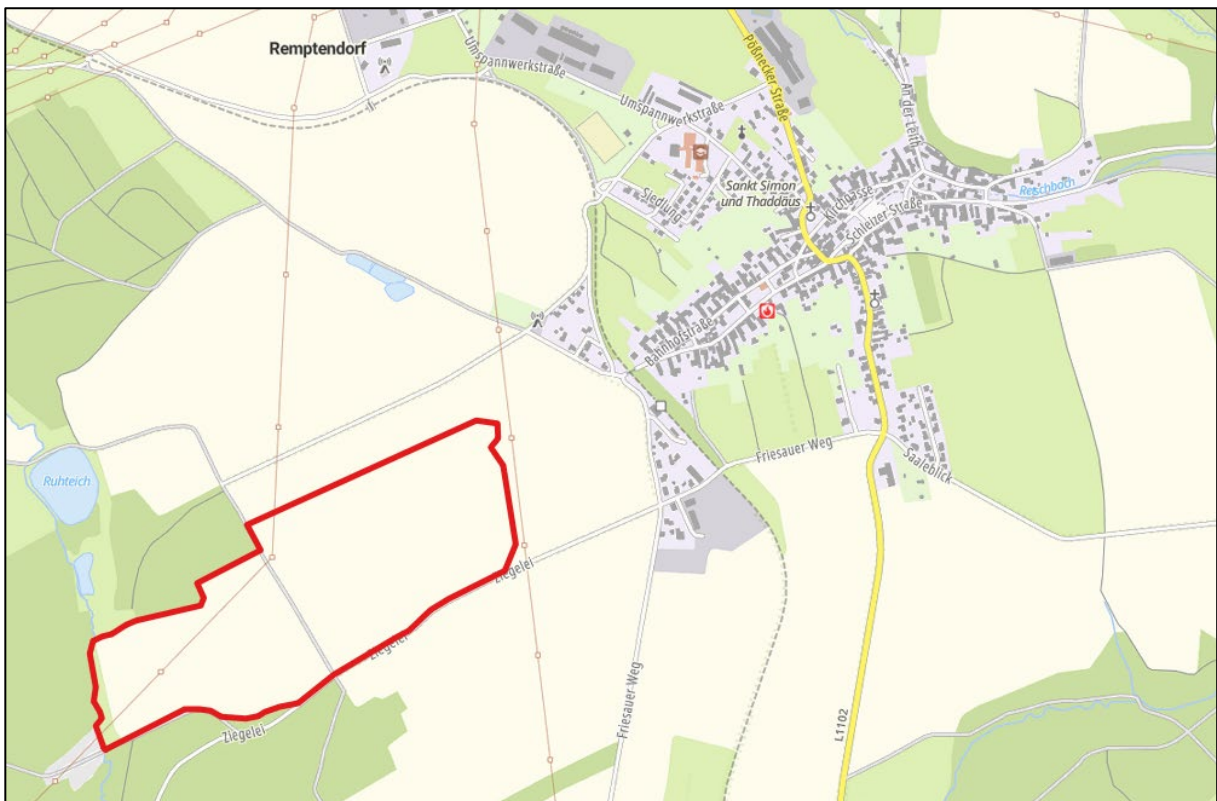 Remptendorf
Umspannwerkstraße
Pößnecker Straße
Umspannwerkstraße
An der Leith
Sankt Simon
und Thaddäus
Siedlung
Kirchgasse
Schleizer Straße
Retschbach
Bahnhofstraße
Friesauer Weg
Saaleblick
Ruhteich
Ziegelei
Ziegelei
Ziegelei
Friesauer Weg
L1102